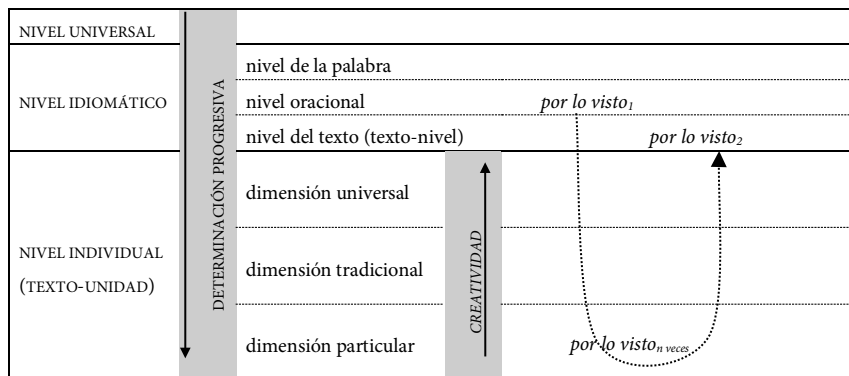 NIVEL UNIVERSAL
nivel de la palabra
NIVEL IDIOMÁTICO
nivel oracional
por lo visto1
nivel del texto (texto-nivel)
por lo visto2
DETERMINACIÓN PROGRESIVA
dimensión universal
NIVEL INDIVIDUAL
(TEXTO-UNIDAD)
CREATIVIDAD
dimensión tradicional
dimensión particular
por lo vison veces